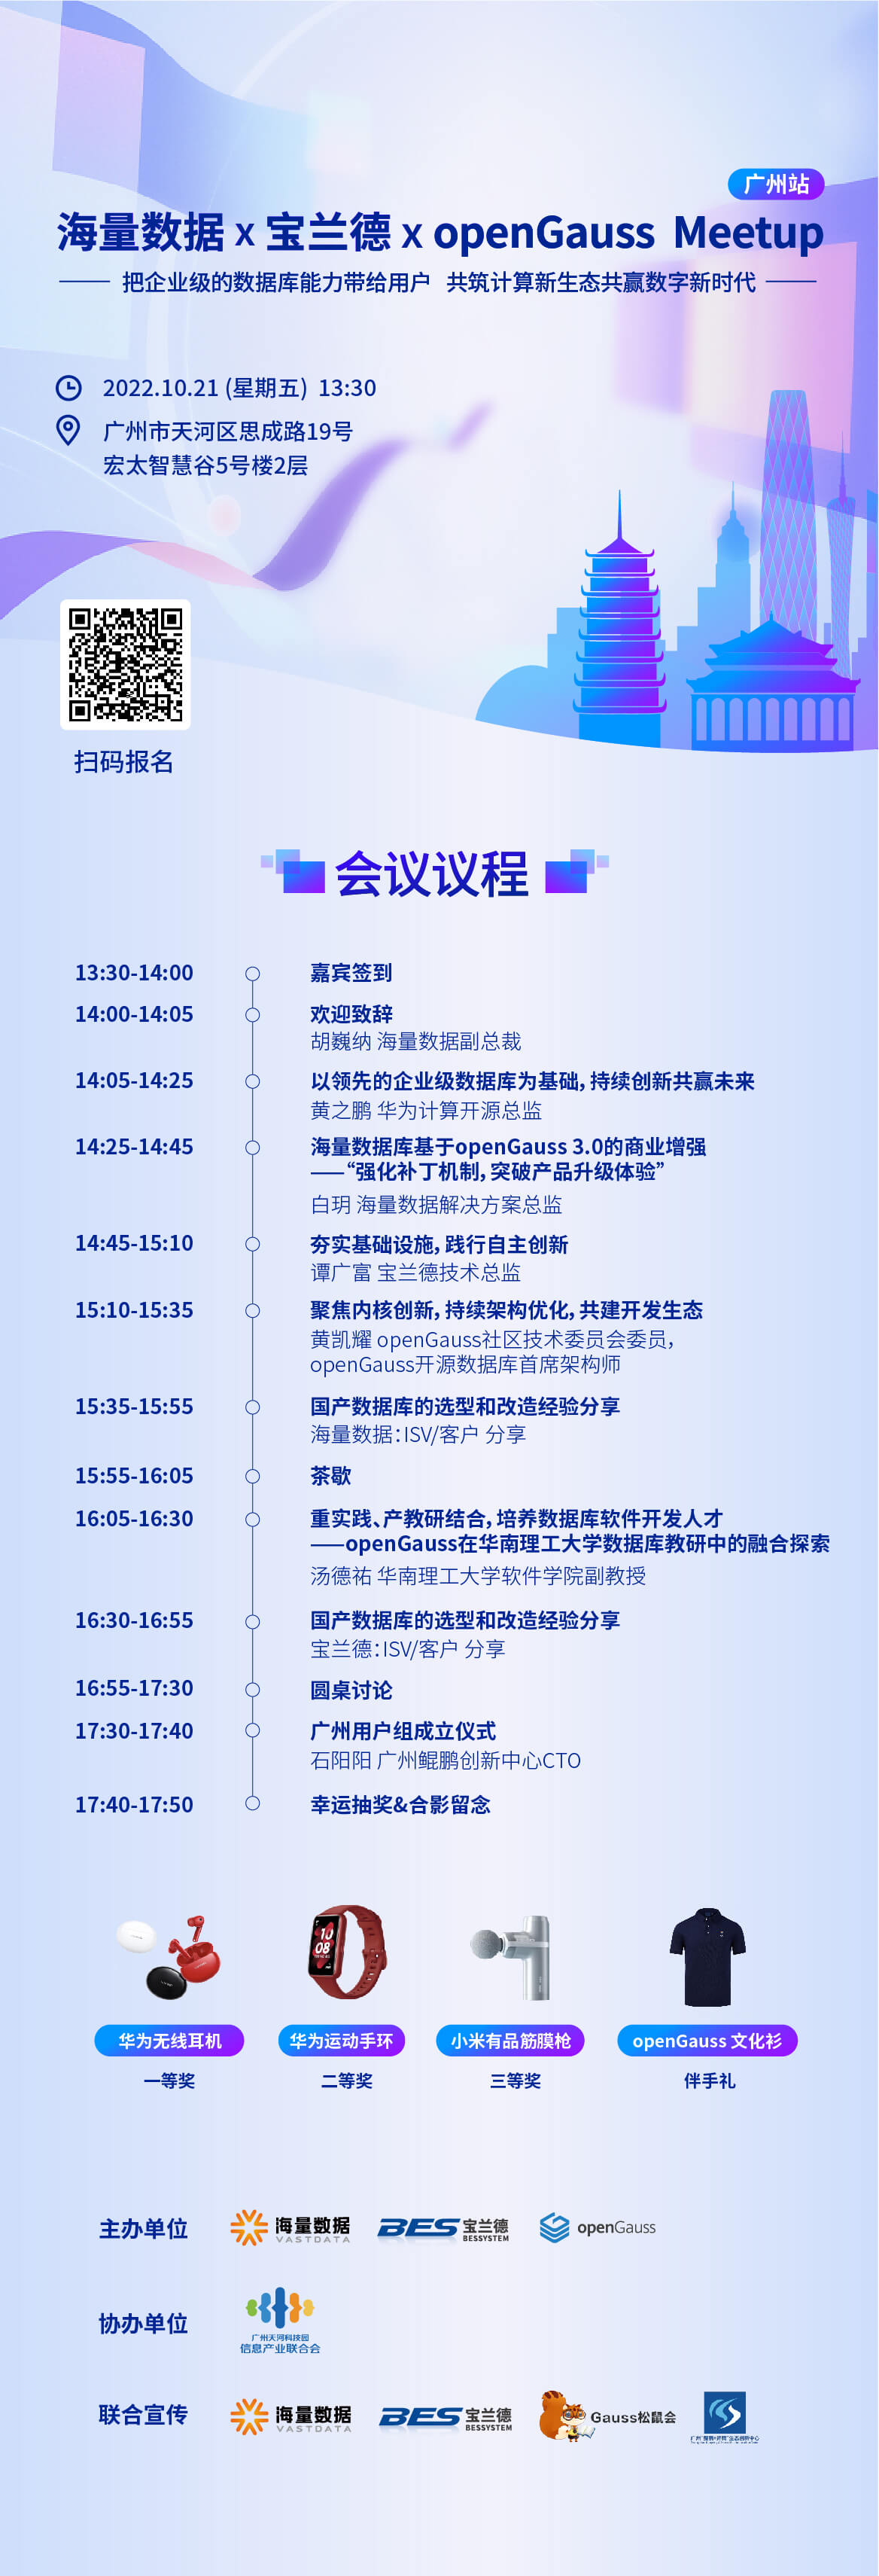 广州站
海量数据 x 宝兰德 x openGauss Meetup
把企业级的数据库能力带给用户 共筑计算新生态共赢数字新时代
2022.10.21 (星期五) 13:30
广州市天河区思成路19号
宏太智慧谷5号楼2层
扫码报名
会议议程
13:30-14:00 嘉宾签到
14:00-14:05 欢迎致辞
胡巍纳 海量数据副总裁
14:05-14:25 以领先的企业级数据库为基础，持续创新共赢未来
黄之鹏 华为计算开源总监
14:25-14:45 海量数据库基于openGauss 3.0的商业增强
——“强化补丁机制，突破产品升级体验”
白玥 海量数据解决方案总监
14:45-15:10 夯实基础设施，践行自主创新
谭广富 宝兰德技术总监
15:10-15:35 聚焦内核创新，持续架构优化，共建开发生态
黄凯耀 openGauss社区技术委员会委员，
openGauss开源数据库首席架构师
15:35-15:55 国产数据库的选型和改造经验分享
海量数据：ISV/客户 分享
15:55-16:05 茶歇
16:05-16:30 重实践、产教研结合，培养数据库软件开发人才
——openGauss在华南理工大学数据库教研中的融合探索
汤德祐 华南理工大学软件学院副教授
16:30-16:55 国产数据库的选型和改造经验分享
宝兰德：ISV/客户 分享
16:55-17:30 圆桌讨论
17:30-17:40 广州用户组成立仪式
石阳阳 广州鲲鹏创新中心CTO
17:40-17:50 幸运抽奖&合影留念
10
08
华为无线耳机 华为运动手环 小米有品筋膜枪 openGauss 文化衫
一等奖 二等奖 三等奖 伴手礼
主办单位 海量数据 VASTDATA BES 宝兰德 BESSYSTEM openGauss
协办单位 广州天河科技园
信息产业联合会
联合宣传 海量数据 VASTDATA BES 宝兰德 BESSYSTEM Gauss松鼠会